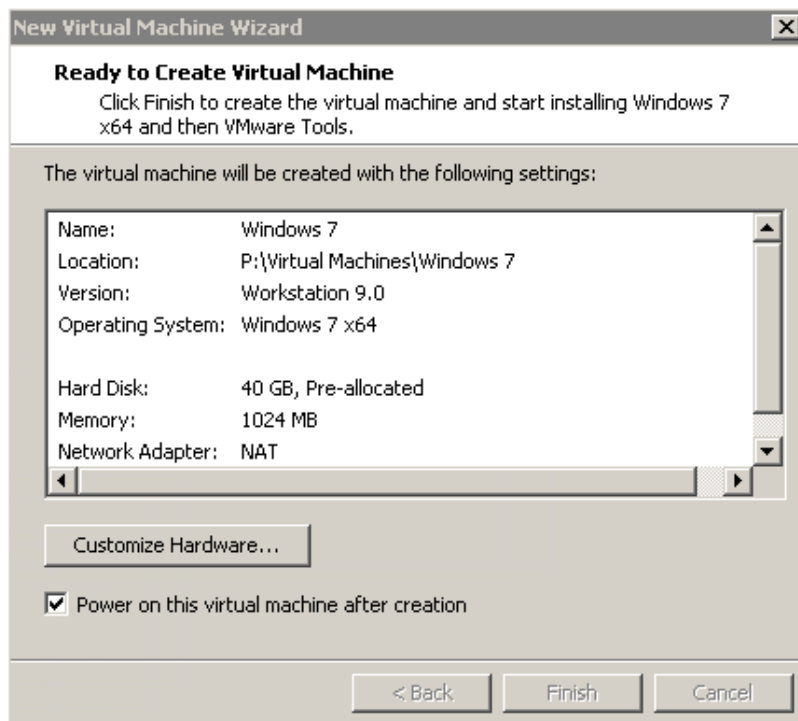 New Virtual Machine Wizard
Ready to Create Virtual Machine
Click Finish to create the virtual machine and start installing Windows 7
x64 and then VMware Tools.
The virtual machine will be created with the following settings:
Name: Windows 7
Location: P:\Virtual Machines\Windows 7
Version: Workstation 9.0
Operating System: Windows 7 x64
Hard Disk: 40 GB, Pre-allocated
Memory: 1024 MB
Network Adapter: NAT
Customize Hardware...
Power on this virtual machine after creation
< Back Finish Cancel